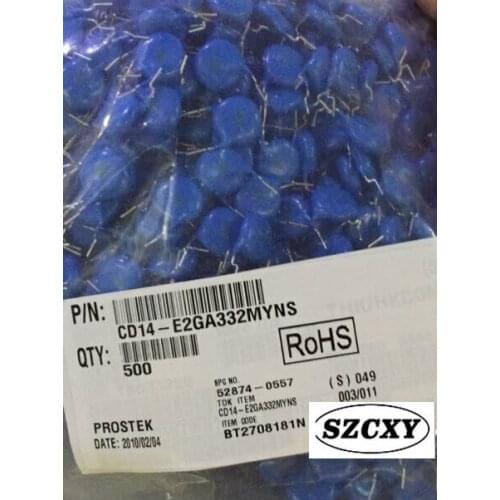 P/N:
CD14-E2GA332MYNS
QTY:
500
RoHS
MPG NO.
52874-0557
(S) 049
TDK ITEM
CD14-E2GA332MYNS
003/011
ITEM CODE
BT2708181N
PROSTEK
DATE: 2010/02/04
SZCXY